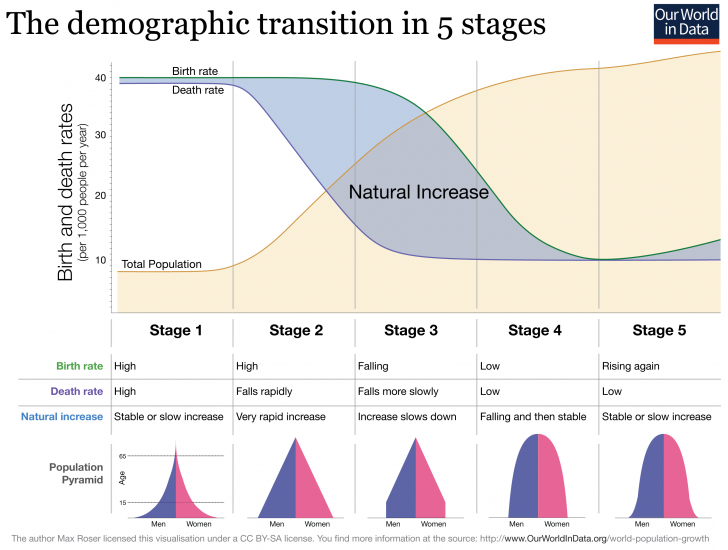 The demographic transition in 5 stages
Our World
in Data
Birth and death rates
(per 1,000 people per year)
40
30
20
10
Birth rate
Death rate
Natural Increase
Total Population
Stage 1 Stage 2 Stage 3 Stage 4 Stage 5
Birth rate High High Falling Low Rising again
Death rate High Falls rapidly Falls more slowly Low Low
Natural increase Stable or slow increase Very rapid increase Increase slows down Falling and then stable Stable or slow increase
Population
Pyramid
Age
65
15
Men Women Men Women Men Women Men Women Men Women
The author Max Roser licensed this visualisation under a CC BY-SA license. You find more information at the source: http://www.OurWorldInData.org/world-population-growth